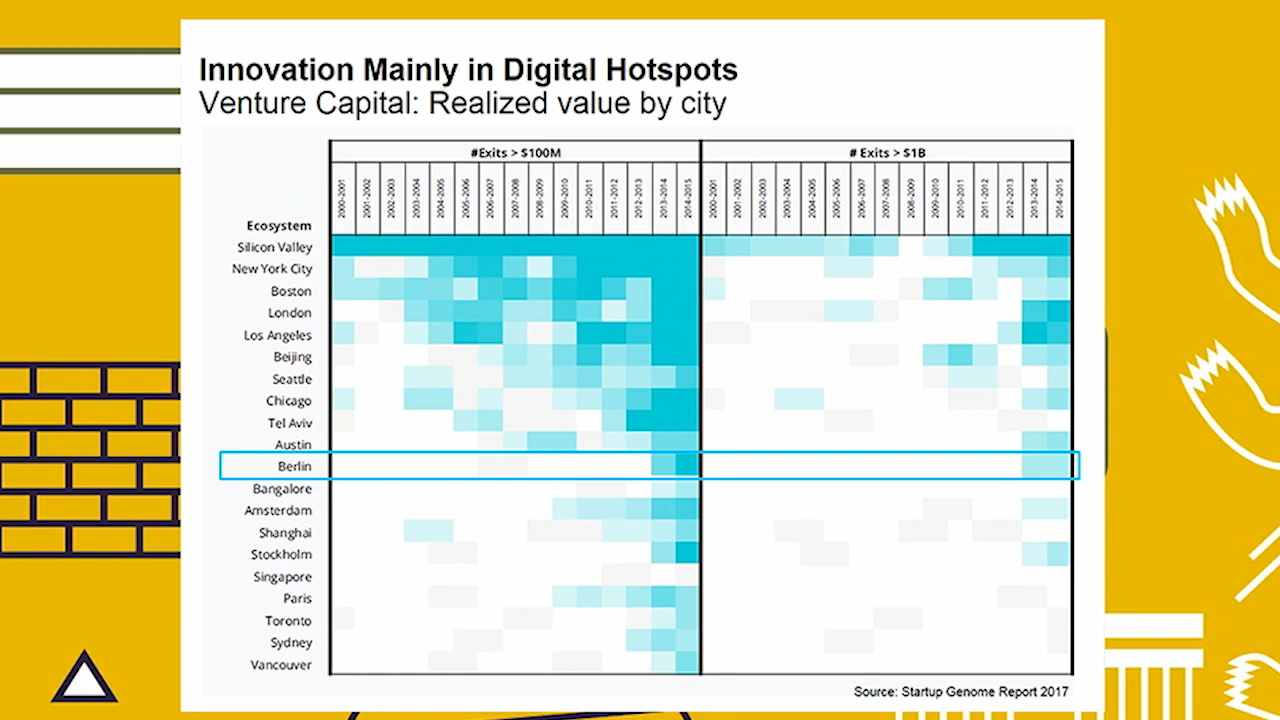 Innovation Mainly in Digital Hotspots
Venture Capital: Realized value by city
#Exits > $100M # Exits > $1B
2000-2001 2001-2002 2002-2003 2003-2004 2004-2005 2005-2006 2006-2007 2007-2008 2008-2009 2009-2010 2010-2011 2011-2012 2012-2013 2013-2014 2014-2015 2000-2001 2001-2002 2002-2003 2003-2004 2004-2005 2005-2006 2006-2007 2007-2008 2008-2009 2009-2010 2010-2011 2011-2012 2012-2013 2013-2014 2014-2015
Ecosystem
Silicon Valley
New York City
Boston
London
Los Angeles
Beijing
Seattle
Chicago
Tel Aviv
Austin
Berlin
Bangalore
Amsterdam
Shanghai
Stockholm
Singapore
Paris
Toronto
Sydney
Vancouver
Source: Startup Genome Report 2017